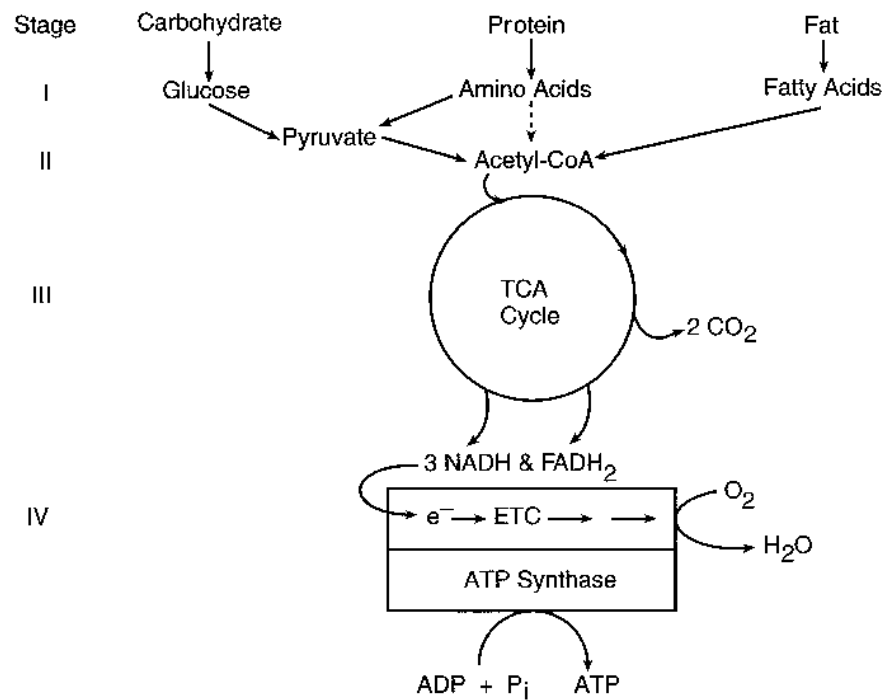 Stage Carbohydrate Protein Fat
I Glucose Amino Acids Fatty Acids
Pyruvate
II Acetyl-CoA
III TCA
Cycle
2 CO2
3 NADH & FADH2
IV e− ETC O2
H2O
ATP Synthase
ADP + Pi ATP